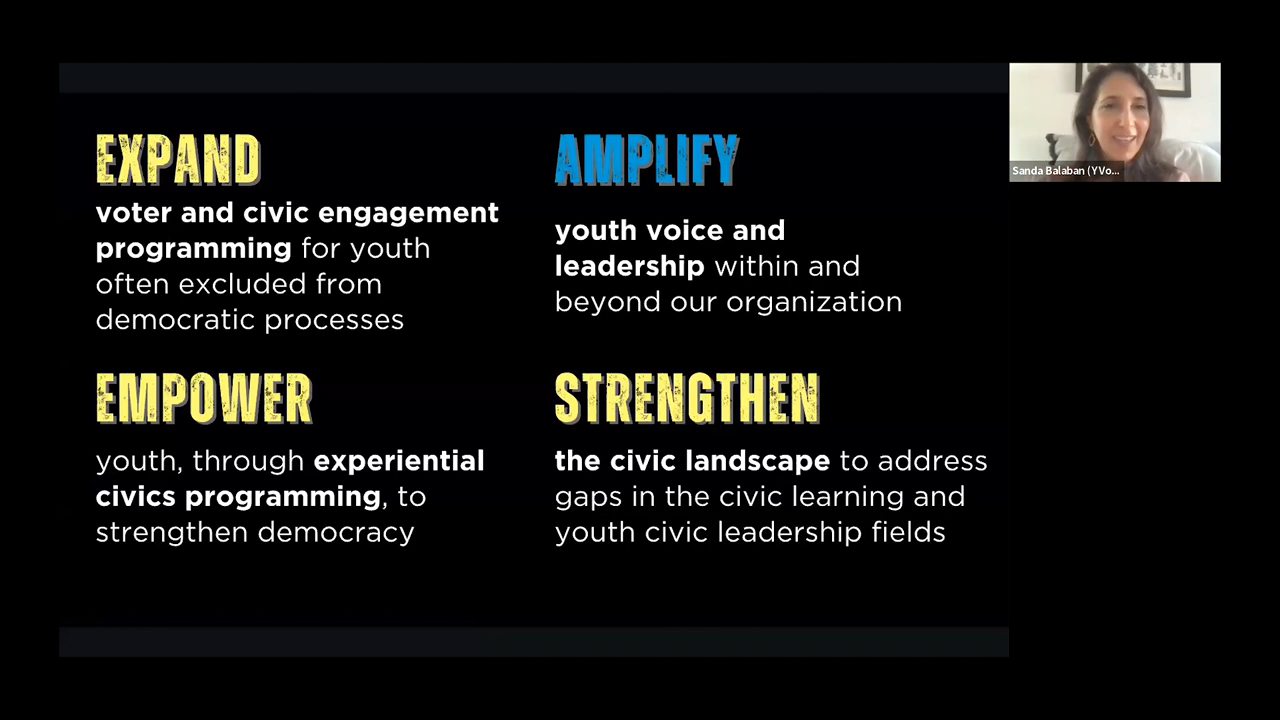 EXPAND
voter and civic engagement
programming for youth
often excluded from
democratic processes
AMPLIFY
youth voice and
leadership within and
beyond our organization
EMPOWER
youth, through experiential
civics programming, to
strengthen democracy
STRENGTHEN
the civic landscape to address
gaps in the civic learning and
youth civic leadership fields
Sanda Balaban (YVo...